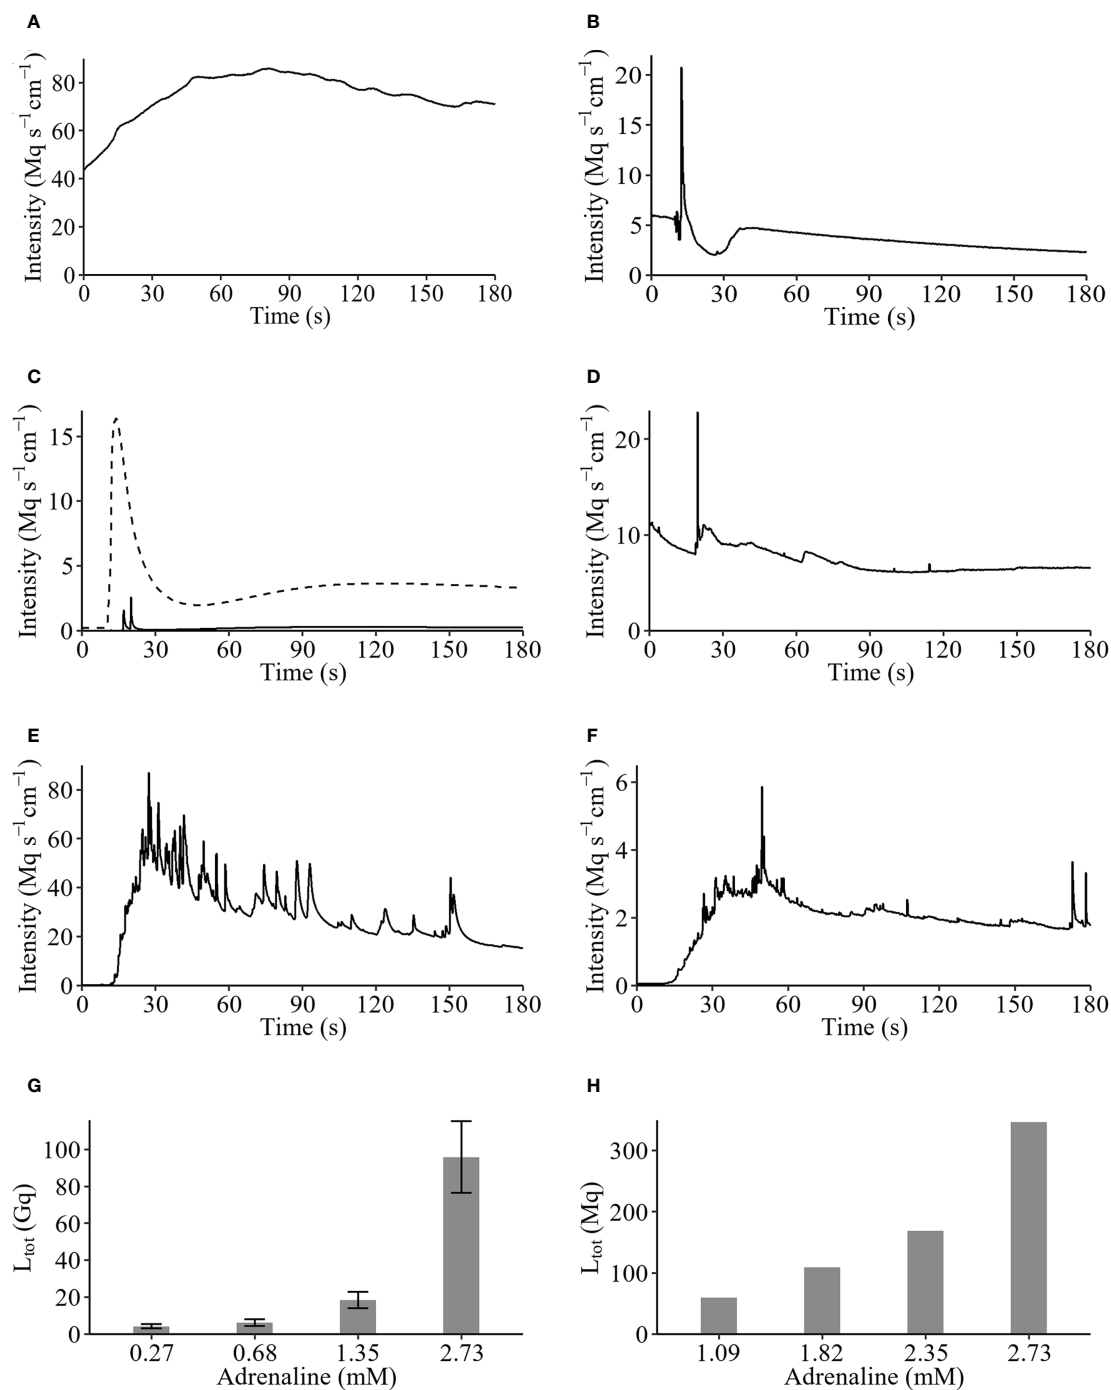 A
Intensity (Mq s⁻¹cm⁻¹)
80
60
40
20
0
0 30 60 90 120 150 180
Time (s)
B
Intensity (Mq s⁻¹cm⁻¹)
20
15
10
5
0
0 30 60 90 120 150 180
Time (s)
C
Intensity (Mq s⁻¹cm⁻¹)
15
10
5
0
0 30 60 90 120 150 180
Time (s)
D
Intensity (Mq s⁻¹cm⁻¹)
20
10
0
0 30 60 90 120 150 180
Time (s)
E
Intensity (Mq s⁻¹cm⁻¹)
80
60
40
20
0
0 30 60 90 120 150 180
Time (s)
F
Intensity (Mq s⁻¹cm⁻¹)
6
4
2
0
0 30 60 90 120 150 180
Time (s)
G
Ltot (Gq)
100
80
60
40
20
0
0.27 0.68 1.35 2.73
Adrenaline (mM)
H
Ltot (Mq)
300
200
100
0
1.09 1.82 2.35 2.73
Adrenaline (mM)